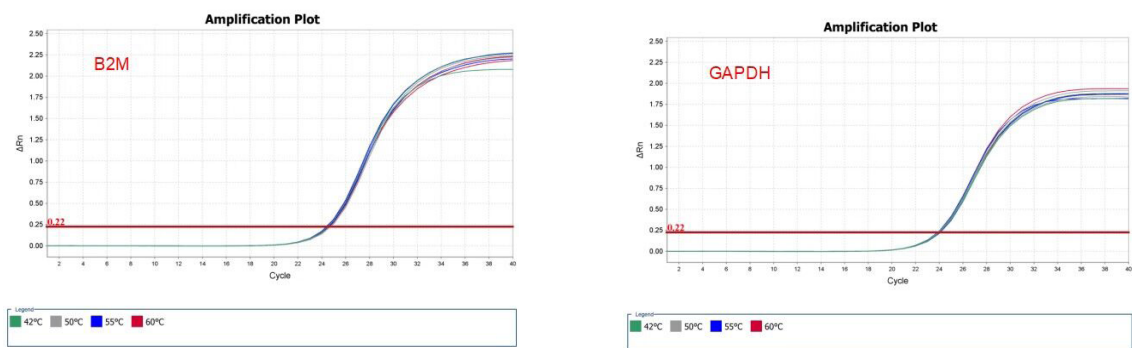 Amplification Plot
B2M
2.50
2.25
2.00
1.75
1.50
1.25
1.00
0.75
0.50
0.25
0.00
ΔRn
0.22
2 4 6 8 10 12 14 16 18 20 22 24 26 28 30 32 34 36 38 40
Cycle
Legend
42°C 50°C 55°C 60°C
Amplification Plot
GAPDH
2.50
2.25
2.00
1.75
1.50
1.25
1.00
0.75
0.50
0.25
0.00
ΔRn
0.22
2 4 6 8 10 12 14 16 18 20 22 24 26 28 30 32 34 36 38 40
Cycle
Legend
42°C 50°C 55°C 60°C